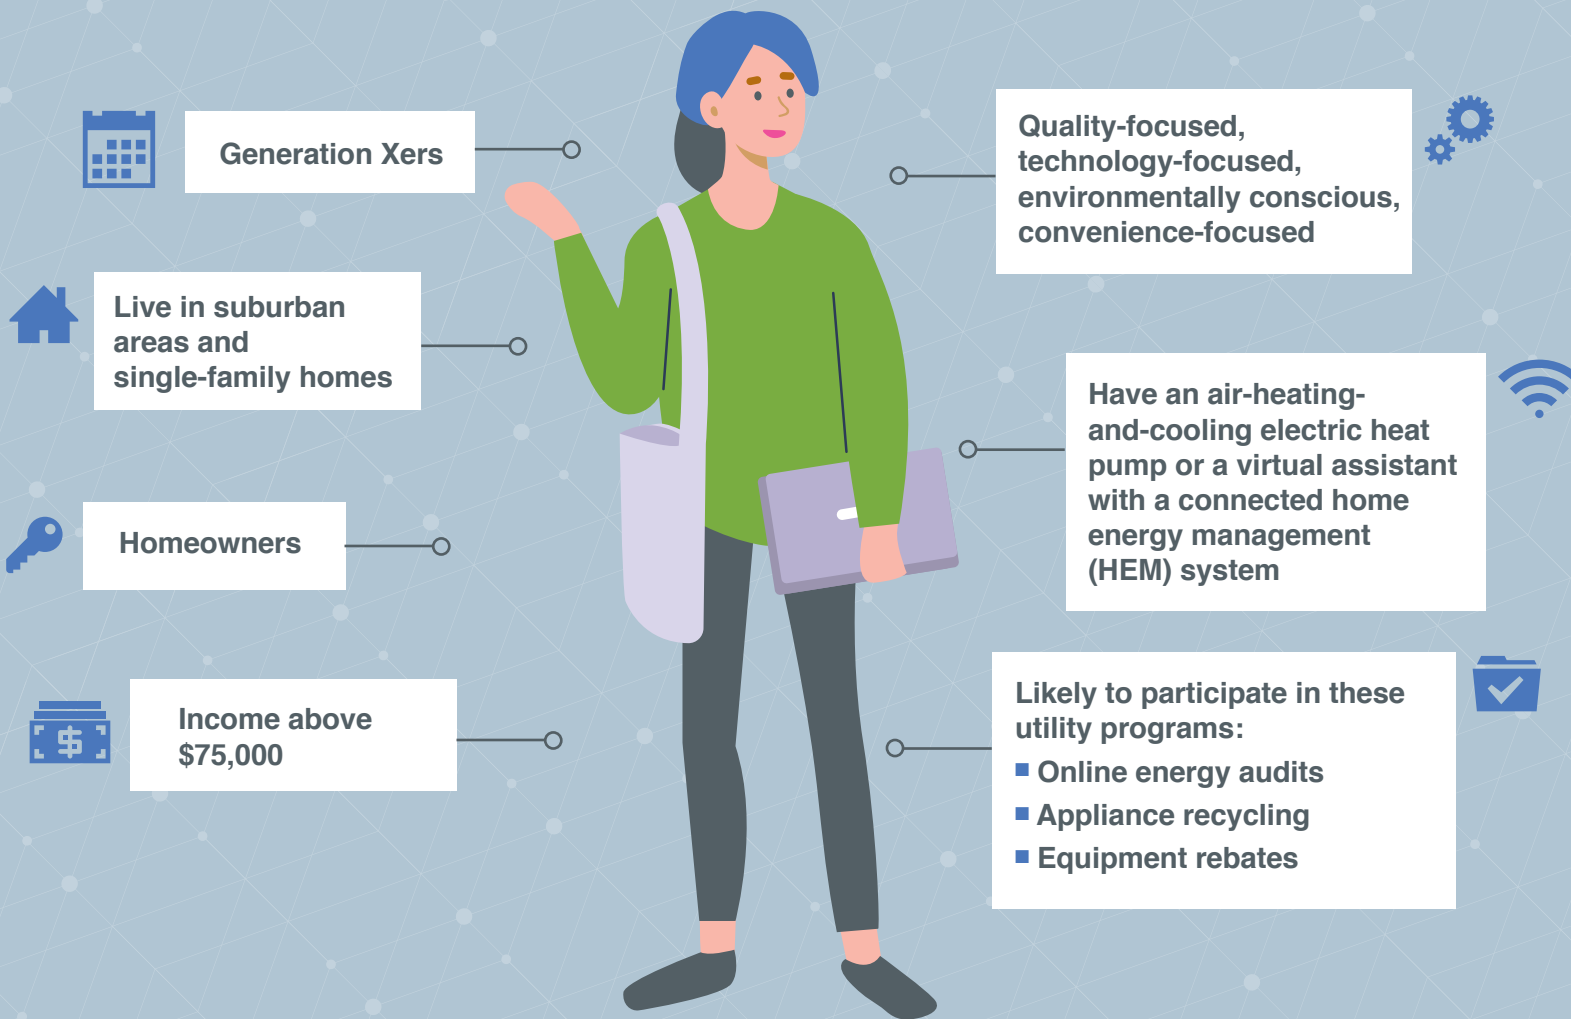 Generation Xers
Live in suburban
areas and
single-family homes
Homeowners
Income above
$75,000
Quality-focused,
technology-focused,
environmentally conscious,
convenience-focused
Have an air-heating-
and-cooling electric heat
pump or a virtual assistant
with a connected home
energy management
(HEM) system
Likely to participate in these
utility programs:
Online energy audits
Appliance recycling
Equipment rebates